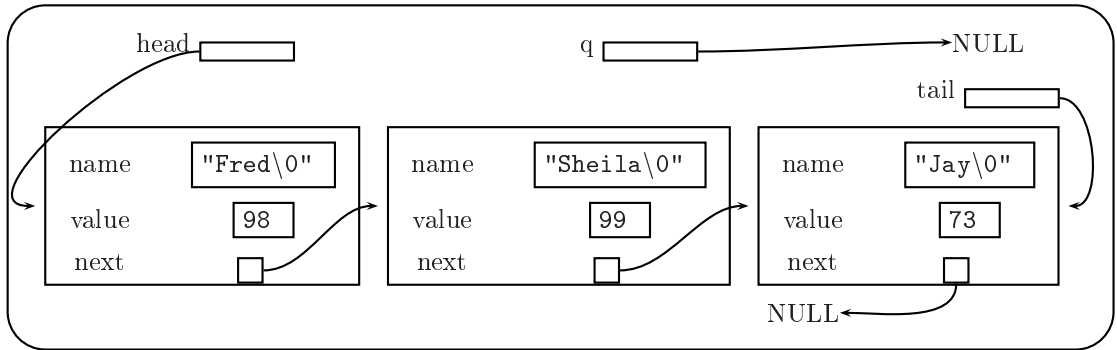 head q NULL
tail
name "Fred\0" name "Sheila\0" name "Jay\0"
value 98 value 99 value 73
next next next
NULL